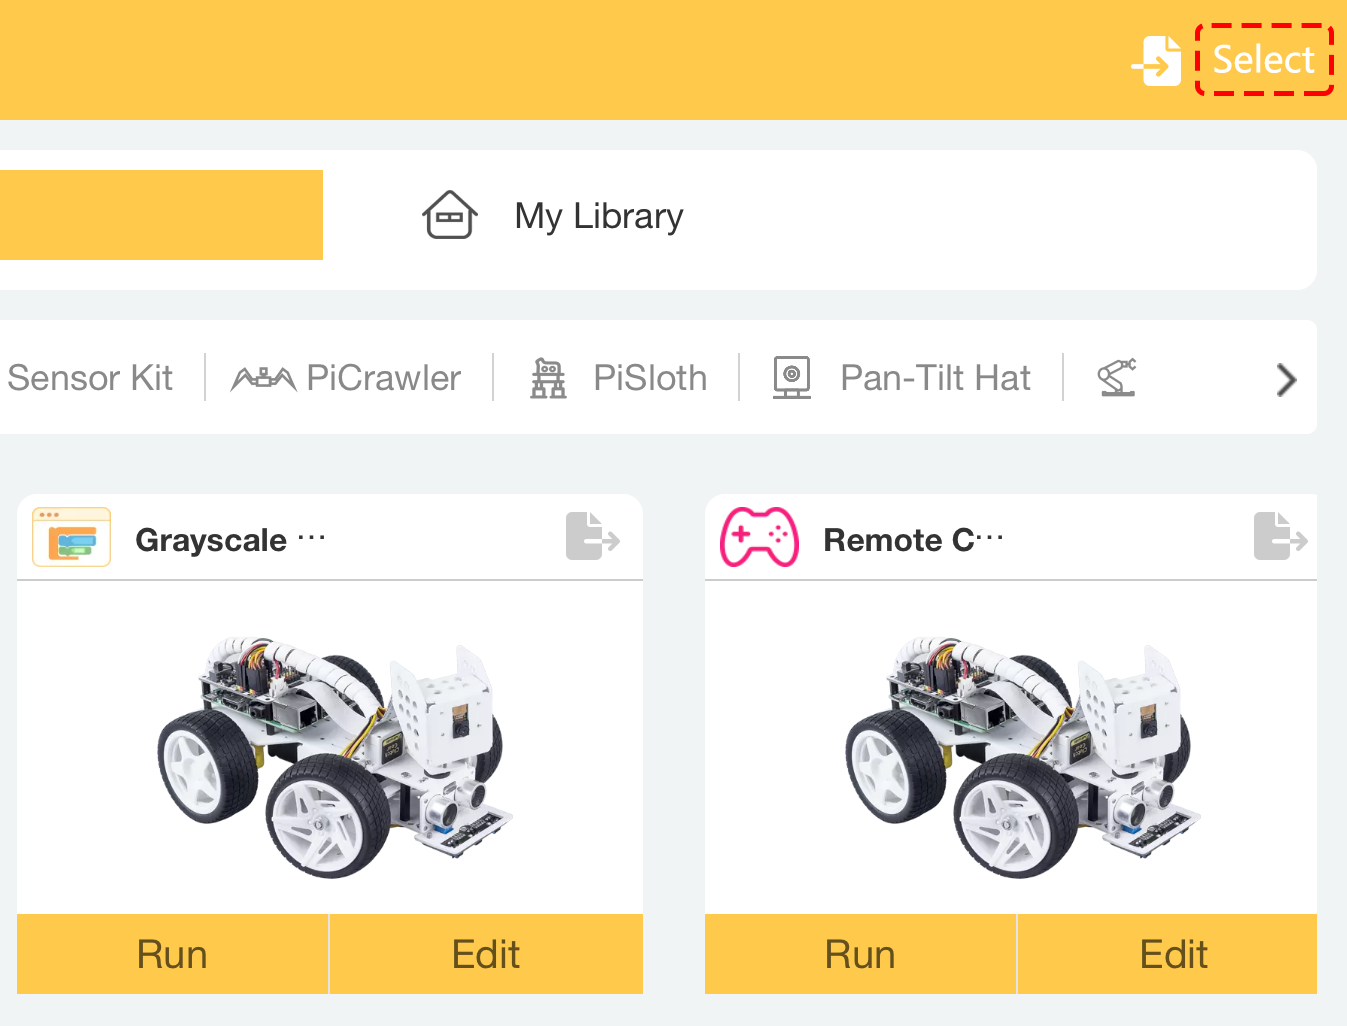 Select
My Library
Sensor Kit PiCrawler PiSloth Pan-Tilt Hat
Grayscale ··· Remote C···
Run Edit Run Edit